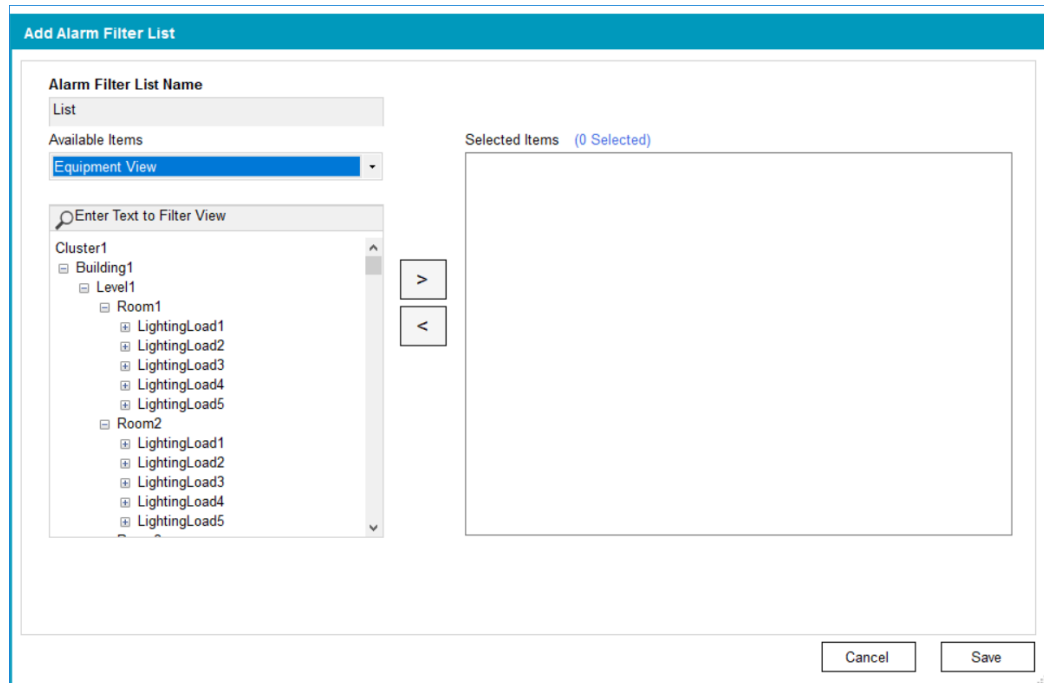 Add Alarm Filter List
Alarm Filter List Name
List
Available Items
Equipment View
Enter Text to Filter View
Cluster1
Building1
Level1
Room1
LightingLoad1
LightingLoad2
LightingLoad3
LightingLoad4
LightingLoad5
Room2
LightingLoad1
LightingLoad2
LightingLoad3
LightingLoad4
LightingLoad5
>
<
Selected Items (0 Selected)
Cancel Save